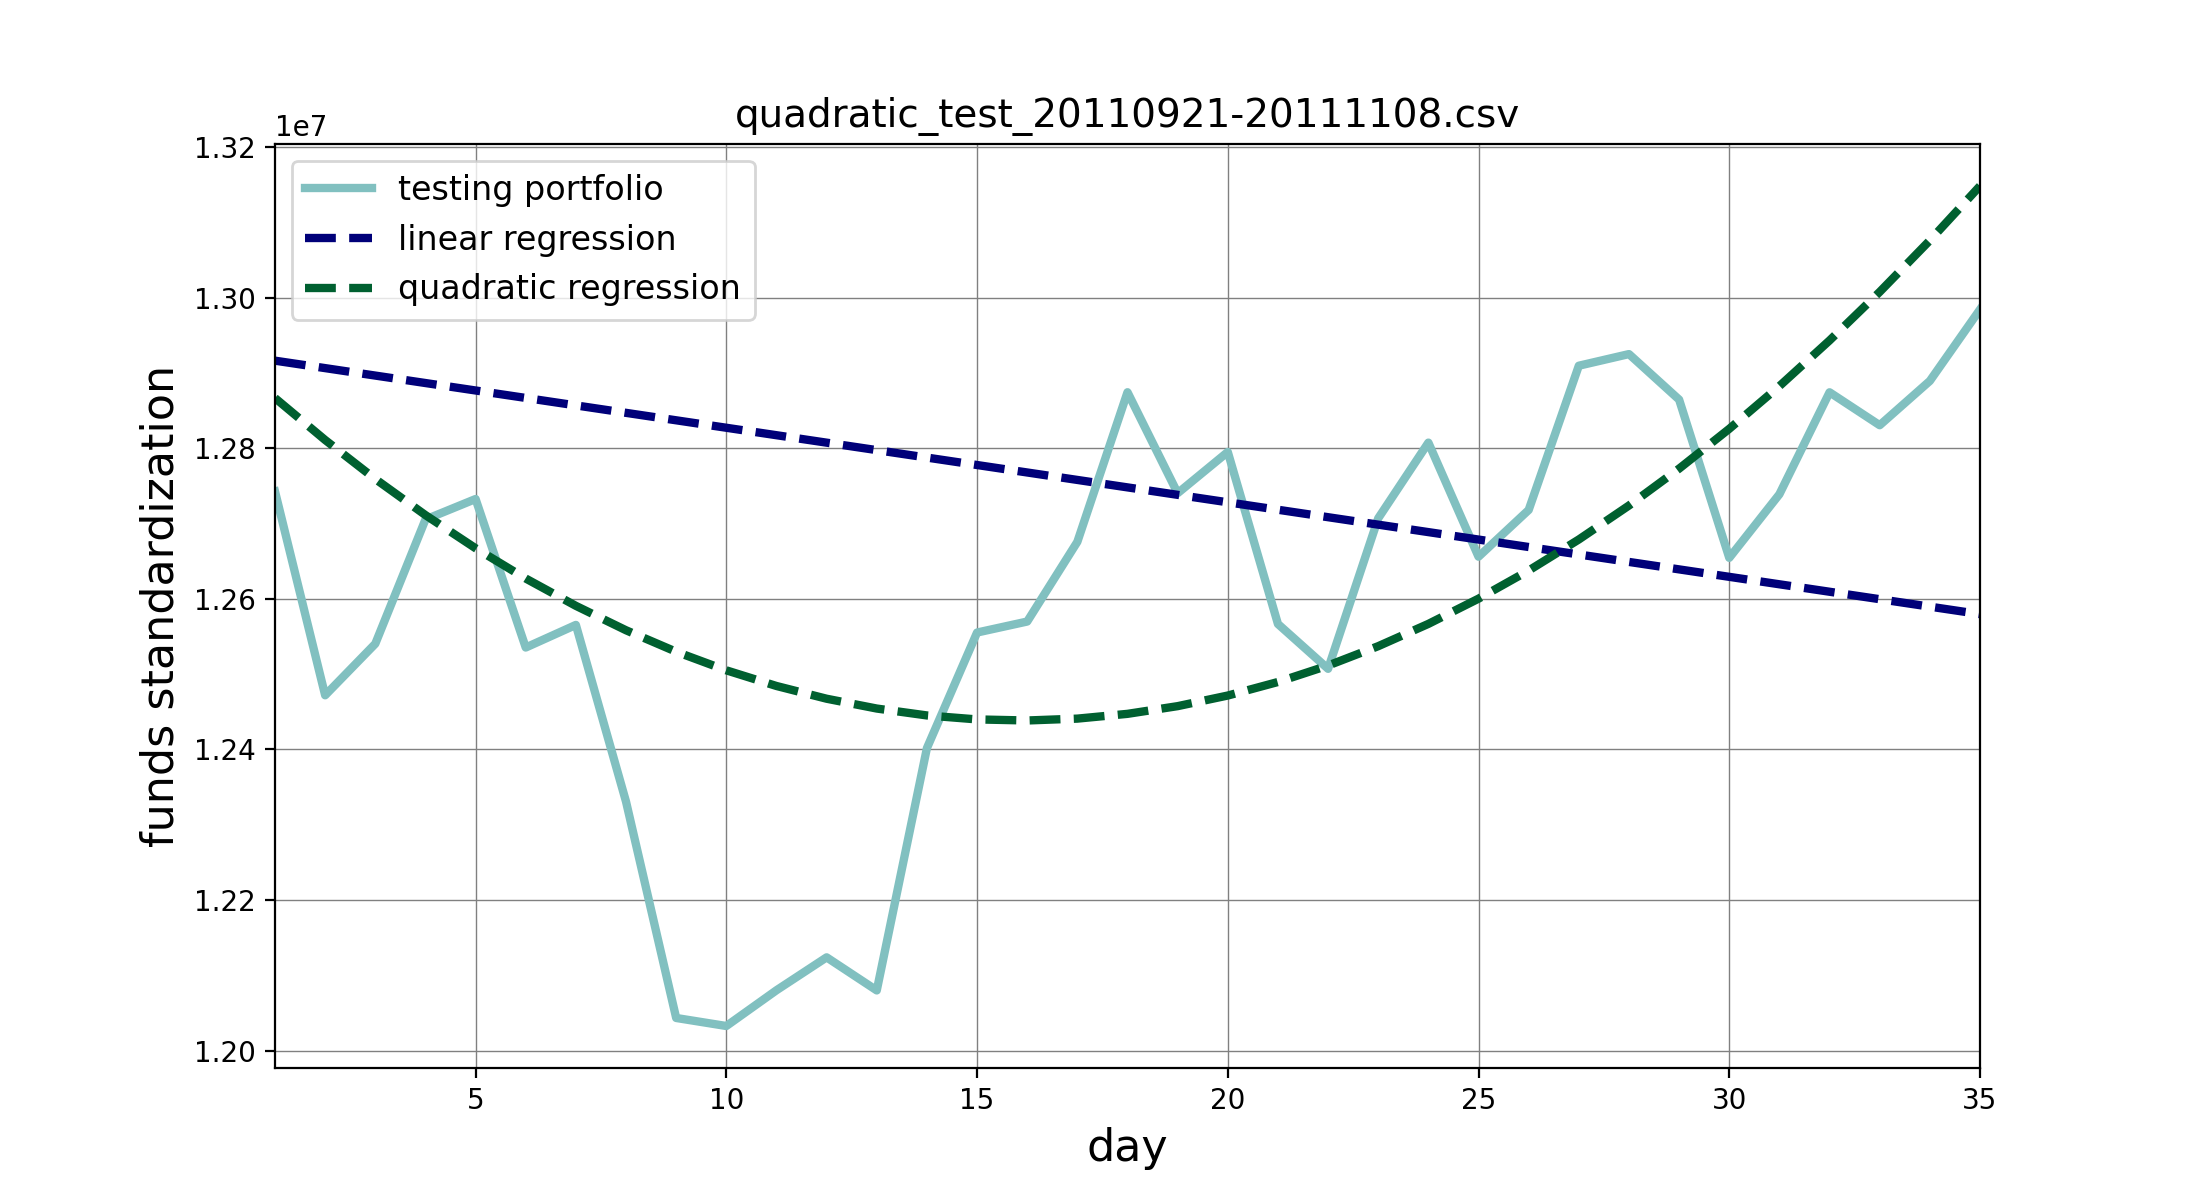 quadratic_test_20110921-20111108.csv
1e7
1.32
1.30
1.28
1.26
1.24
1.22
1.20
funds standardization
testing portfolio
linear regression
quadratic regression
5
10
15
20
25
30
35
day